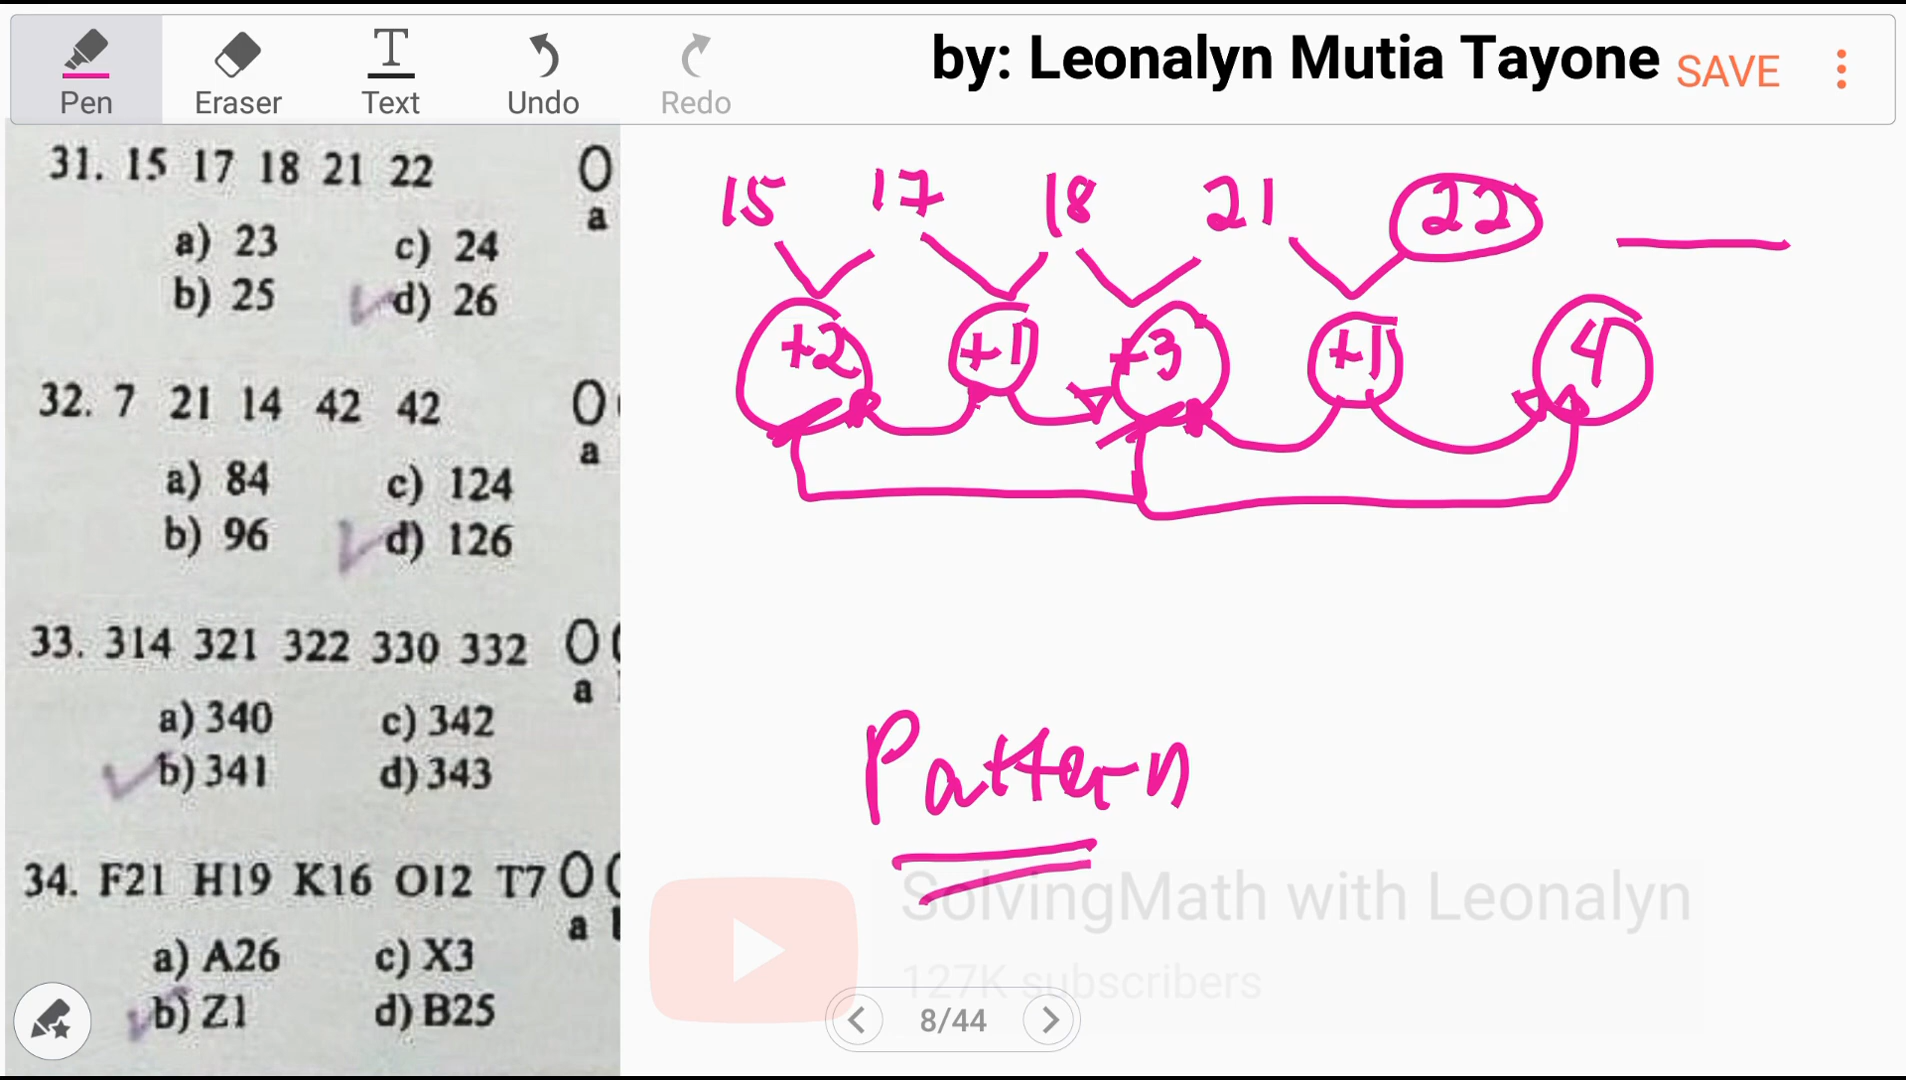 Pen Eraser Text Undo Redo by: Leonalyn Mutia Tayone SAVE
31. 15 17 18 21 22 O
a
a) 23 c) 24
b) 25 d) 26
32. 7 21 14 42 42 O
a
a) 84 c) 124
b) 96 d) 126
33. 314 321 322 330 332 O
a
a) 340 c) 342
b) 341 d) 343
34. F21 H19 K16 O12 T7 O
a
a) A26 c) X3
b) Z1 d) B25
15 17 18 21 22
+2 +1 +3 +1 4
Pattern
SolvingMath with Leonalyn
127K subscribers
8/44